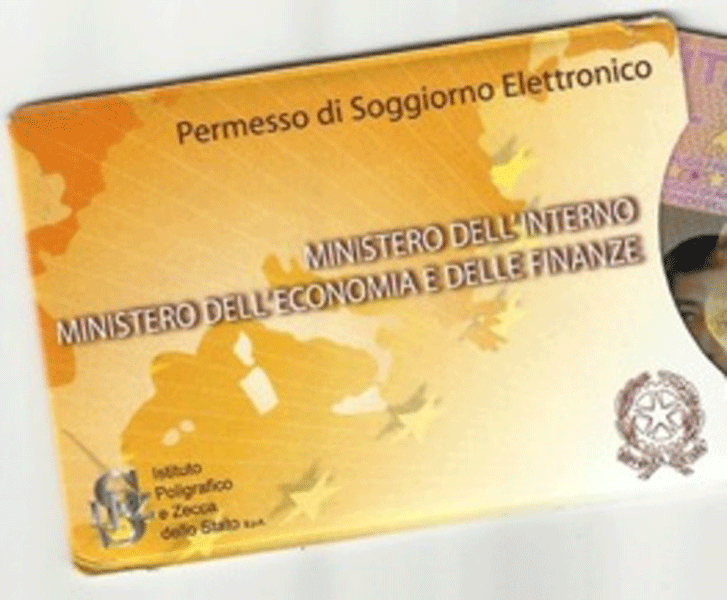 Permesso di Soggiorno Elettronico
MINISTERO DELL'INTERNO
MINISTERO DELL'ECONOMIA E DELLE FINANZE
Istituto
Poligrafico
e Zecca
dello Stato s.p.a.